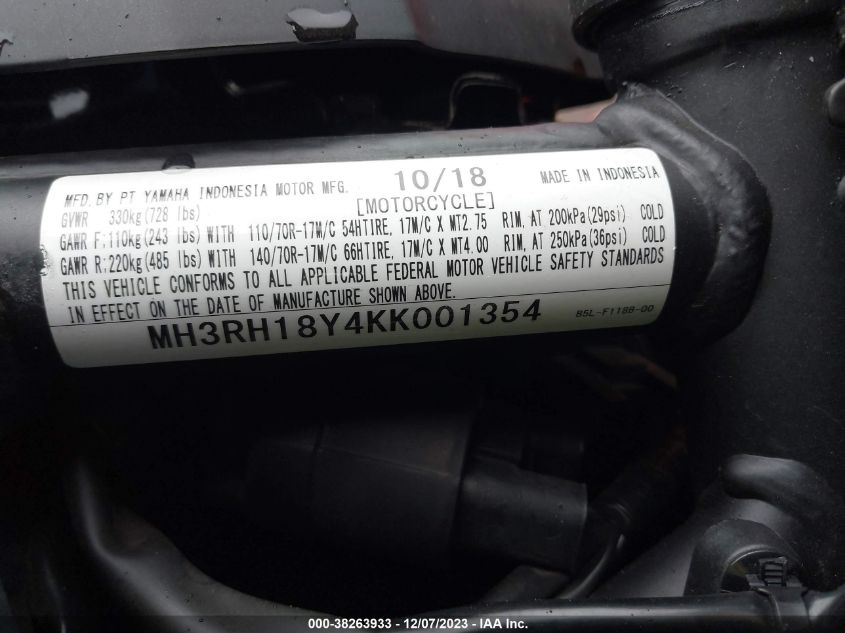 MFD. BY PT YAMAHA INDONESIA MOTOR MFG. 10/18 MADE IN INDONESIA
GVWR 330kg(728 lbs) [MOTORCYCLE]
GAWR F:110kg(243 lbs) WITH 110/70R-17M/C 54HTIRE, 17M/C X MT2.75 RIM, AT 200kPa(29psi) COLD
GAWR R:220kg(485 lbs) WITH 140/70R-17M/C 66HTIRE, 17M/C X MT4.00 RIM, AT 250kPa(36psi) COLD
THIS VEHICLE CONFORMS TO ALL APPLICABLE FEDERAL MOTOR VEHICLE SAFETY STANDARDS
IN EFFECT ON THE DATE OF MANUFACTURE SHOWN ABOVE.
MH3RH18Y4KK001354 B5L-F118B-00
000-38263933 - 12/07/2023 - IAAI - Copart, Inc.